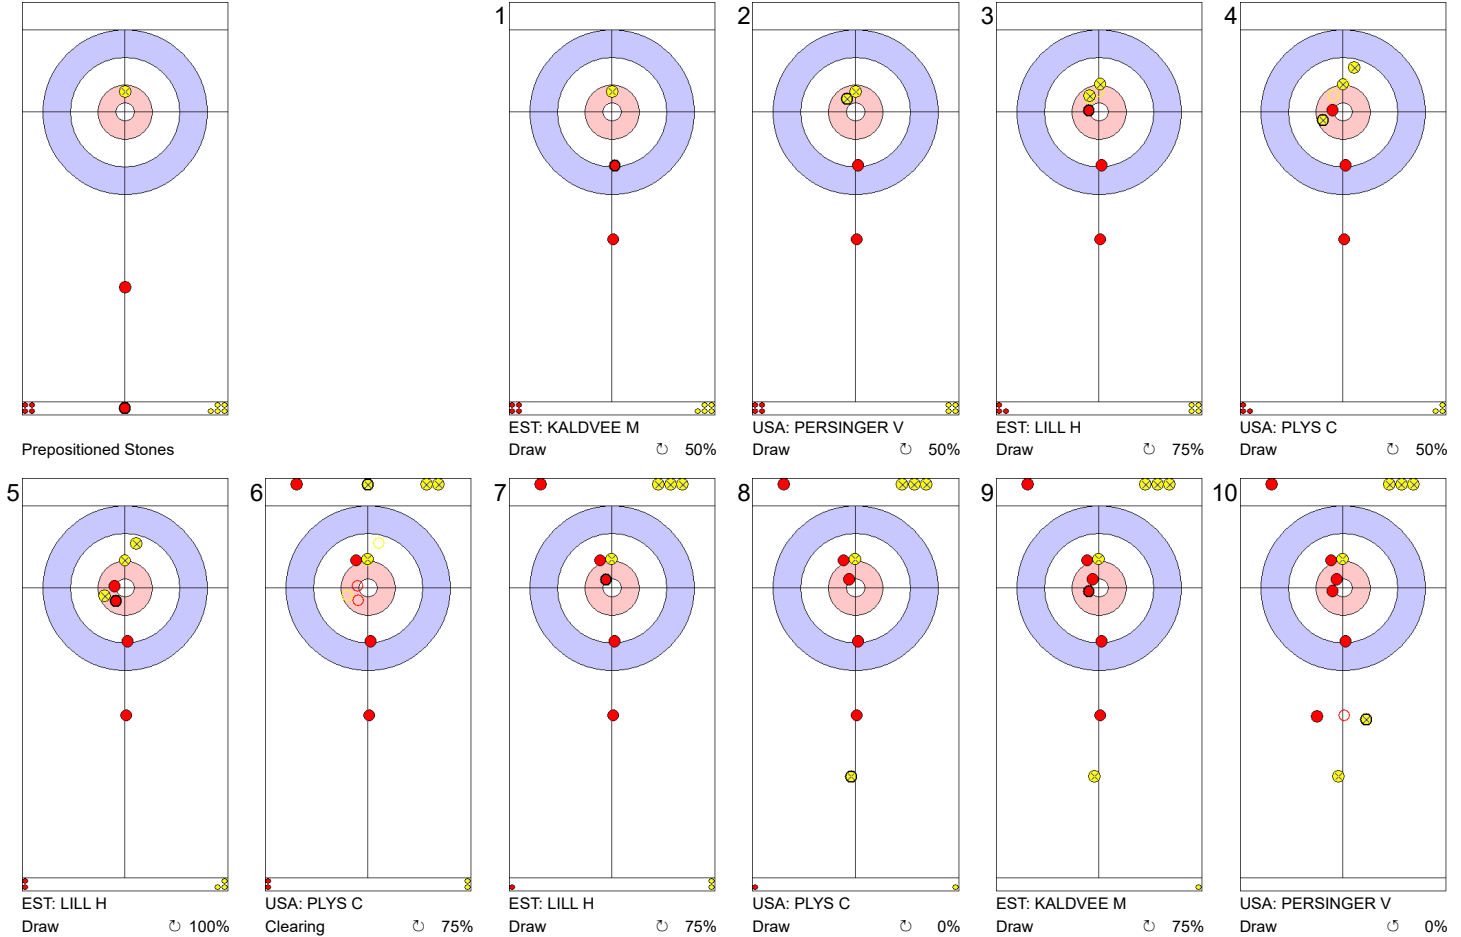 Prepositioned Stones
1
EST: KALDVEE M
Draw ↻ 50%
2
USA: PERSINGER V
Draw ↻ 50%
3
EST: LILL H
Draw ↻ 75%
4
USA: PLYS C
Draw ↻ 50%
5
EST: LILL H
Draw ↻ 100%
6
USA: PLYS C
Clearing ↻ 75%
7
EST: LILL H
Draw ↻ 75%
8
USA: PLYS C
Draw ↻ 0%
9
EST: KALDVEE M
Draw ↻ 75%
10
USA: PERSINGER V
Draw ↺ 0%